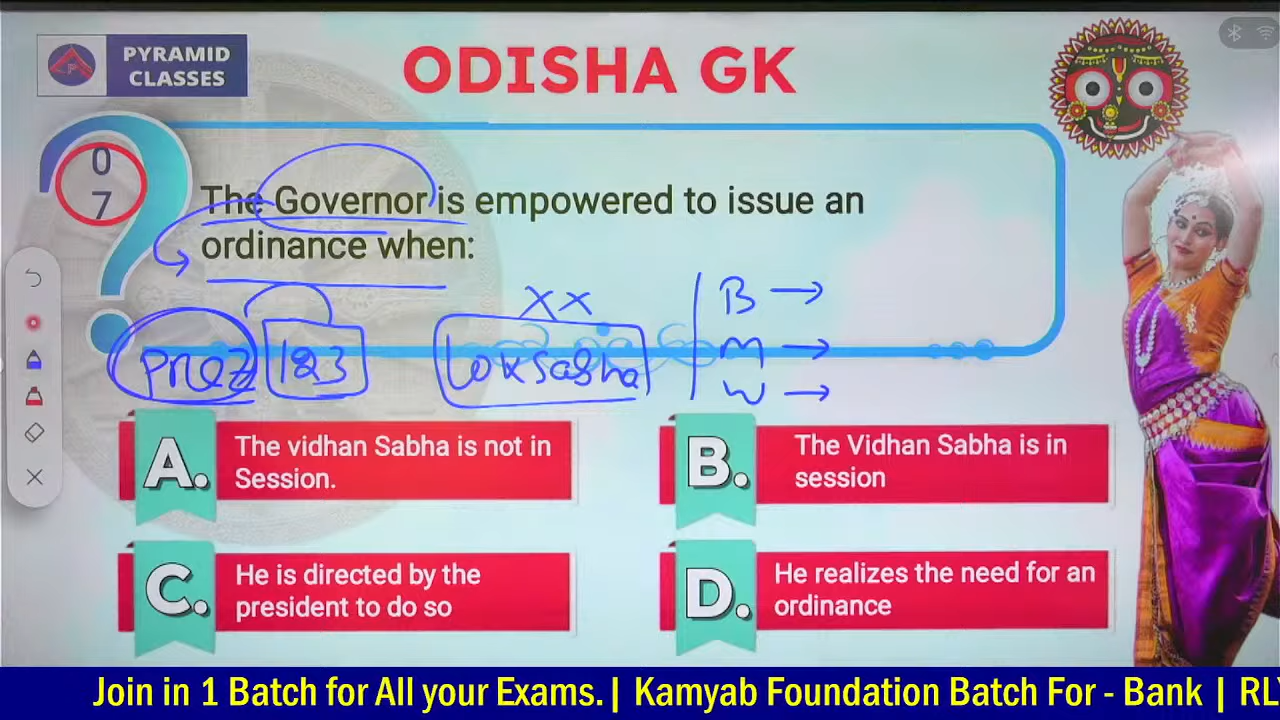 PYRAMID
CLASSES
ODISHA GK
0
7
The Governor is empowered to issue an
ordinance when:
xx
Prez 123 Loksabha
B →
M →
W →
A. The vidhan Sabha is not in
Session.
B. The Vidhan Sabha is in
session
C. He is directed by the
president to do so
D. He realizes the need for an
ordinance
Join in 1 Batch for All your Exams. | Kamyab Foundation Batch For - Bank | RL